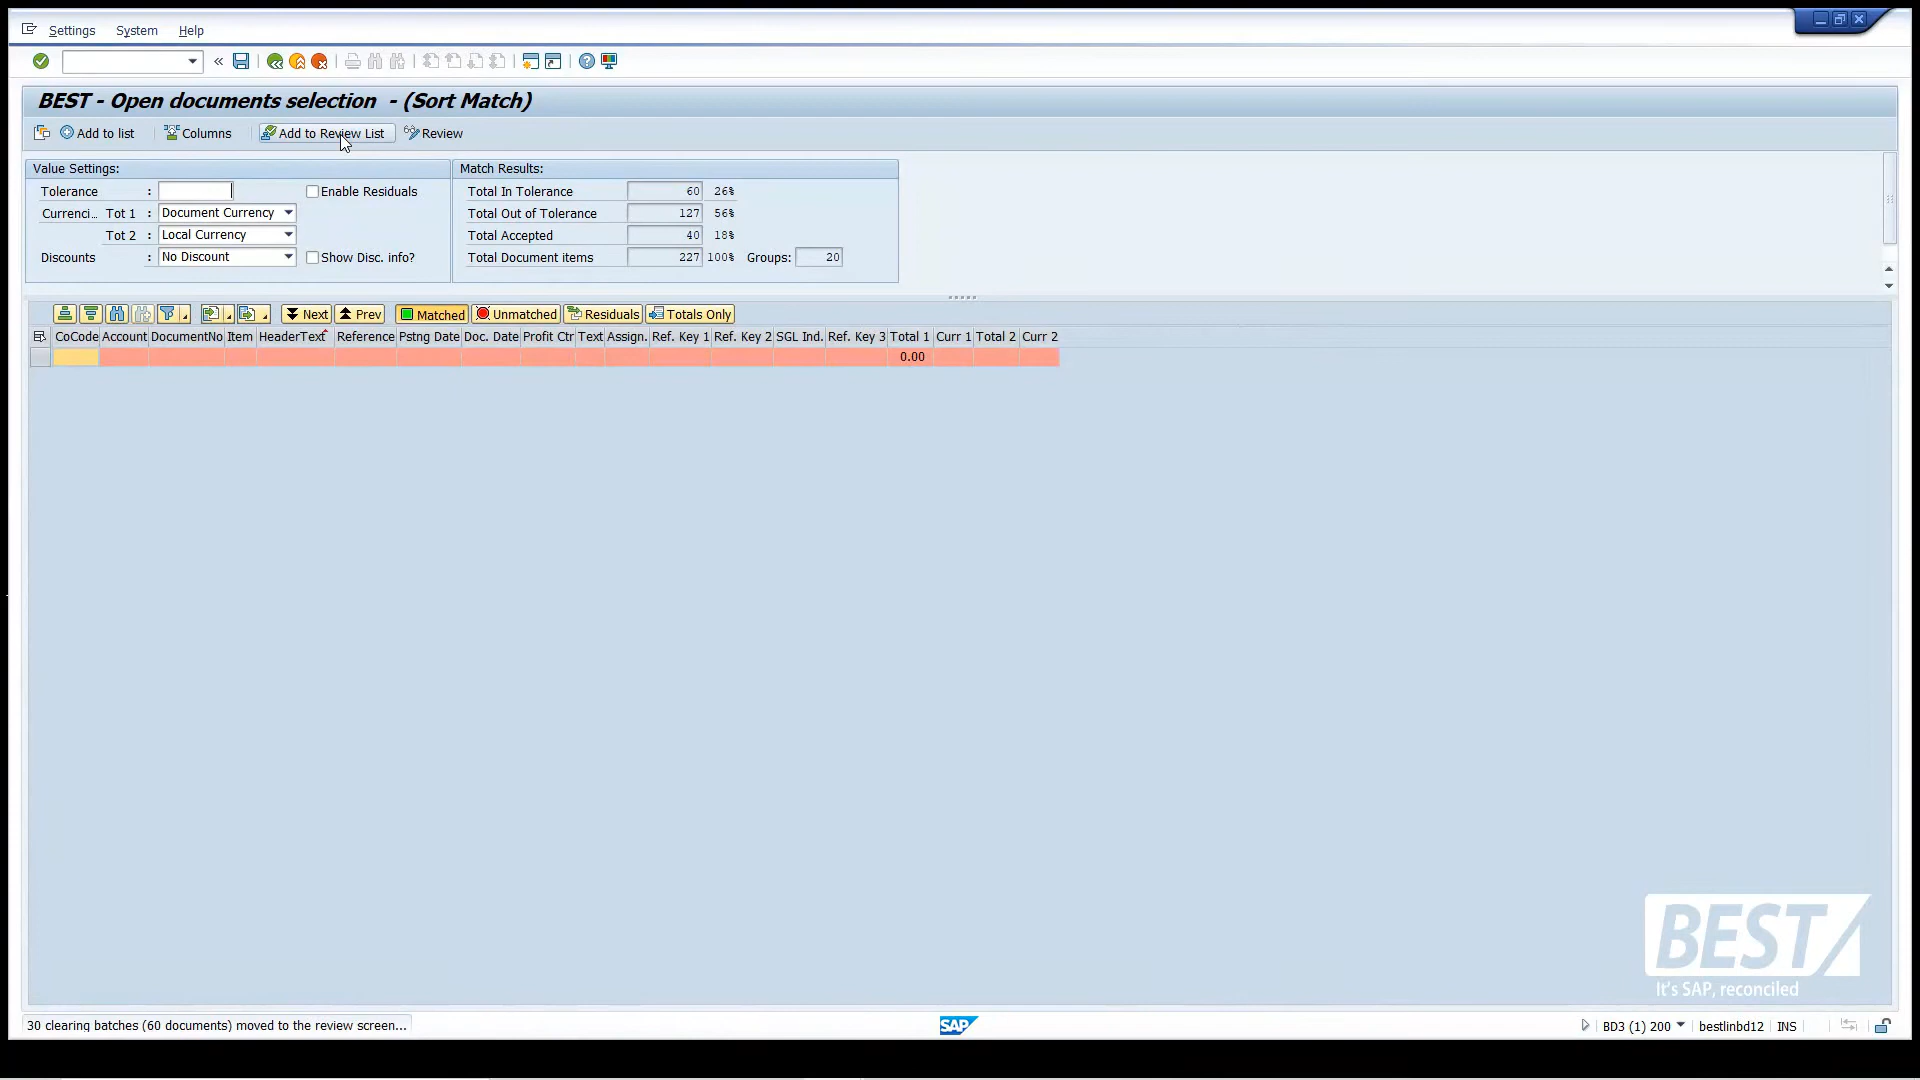 Settings System Help
BEST - Open documents selection - (Sort Match)
Add to list Columns Add to Review List Review
Value Settings: Match Results:
Tolerance : Enable Residuals Total In Tolerance 60 26%
Currenci... Tot 1 : Document Currency Total Out of Tolerance 127 56%
Tot 2 : Local Currency Total Accepted 40 18%
Discounts : No Discount Show Disc. info? Total Document items 227 100% Groups: 20
Next Prev Matched Unmatched Residuals Totals Only
CoCode Account DocumentNo Item HeaderText Reference Pstng Date Doc. Date Profit Ctr Text Assign. Ref. Key 1 Ref. Key 2 SGL Ind. Ref. Key 3 Total 1 Curr 1 Total 2 Curr 2
0.00
BEST
It's SAP, reconciled
30 clearing batches (60 documents) moved to the review screen... SAP BD3 (1) 200 bestlinbd12 INS